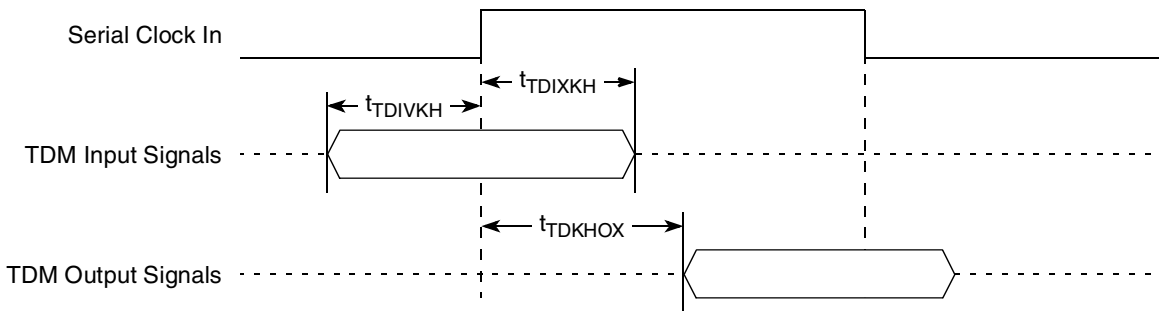 Serial Clock In
tTDIXKH
tTDIVKH
TDM Input Signals
tTDKHOX
TDM Output Signals